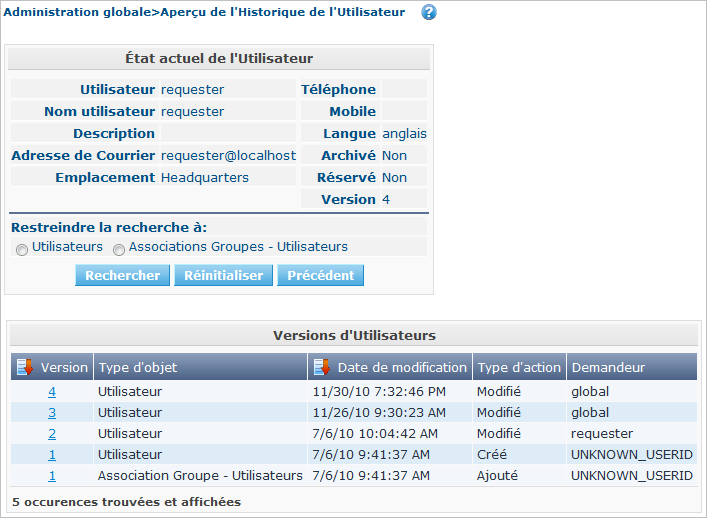 Administration globale>Aperçu de l'Historique de l'Utilisateur ?
État actuel de l'Utilisateur
Utilisateur requester Téléphone
Nom utilisateur requester Mobile
Description Langue anglais
Adresse de Courrier requester@localhost Archivé Non
Emplacement Headquarters Réservé Non
Version 4
Restreindre la recherche à:
Utilisateurs Associations Groupes - Utilisateurs
Rechercher Réinitialiser Précédent
Versions d'Utilisateurs
Version Type d'objet Date de modification Type d'action Demandeur
4 Utilisateur 11/30/10 7:32:46 PM Modifié global
3 Utilisateur 11/26/10 9:30:23 AM Modifié global
2 Utilisateur 7/6/10 10:04:42 AM Modifié requester
1 Utilisateur 7/6/10 9:41:37 AM Créé UNKNOWN_USERID
1 Association Groupe - Utilisateurs 7/6/10 9:41:37 AM Ajouté UNKNOWN_USERID
5 occurences trouvées et affichées